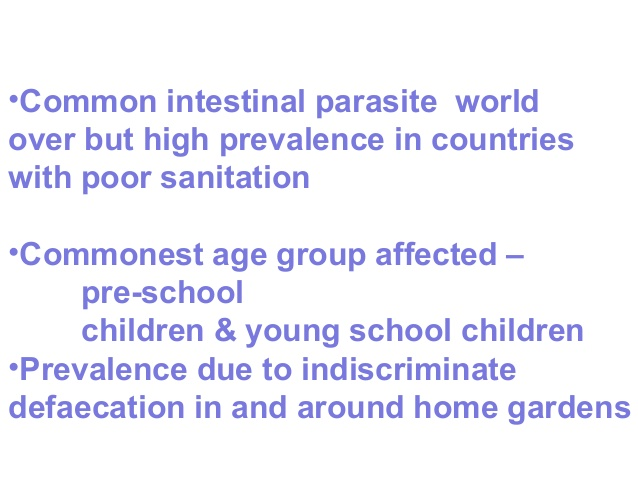 •Common intestinal parasite  world
over but high prevalence in countries
with poor sanitation
•Commonest age group affected –
pre-school
children & young school children
•Prevalence due to indiscriminate
defaecation in and around home gardens